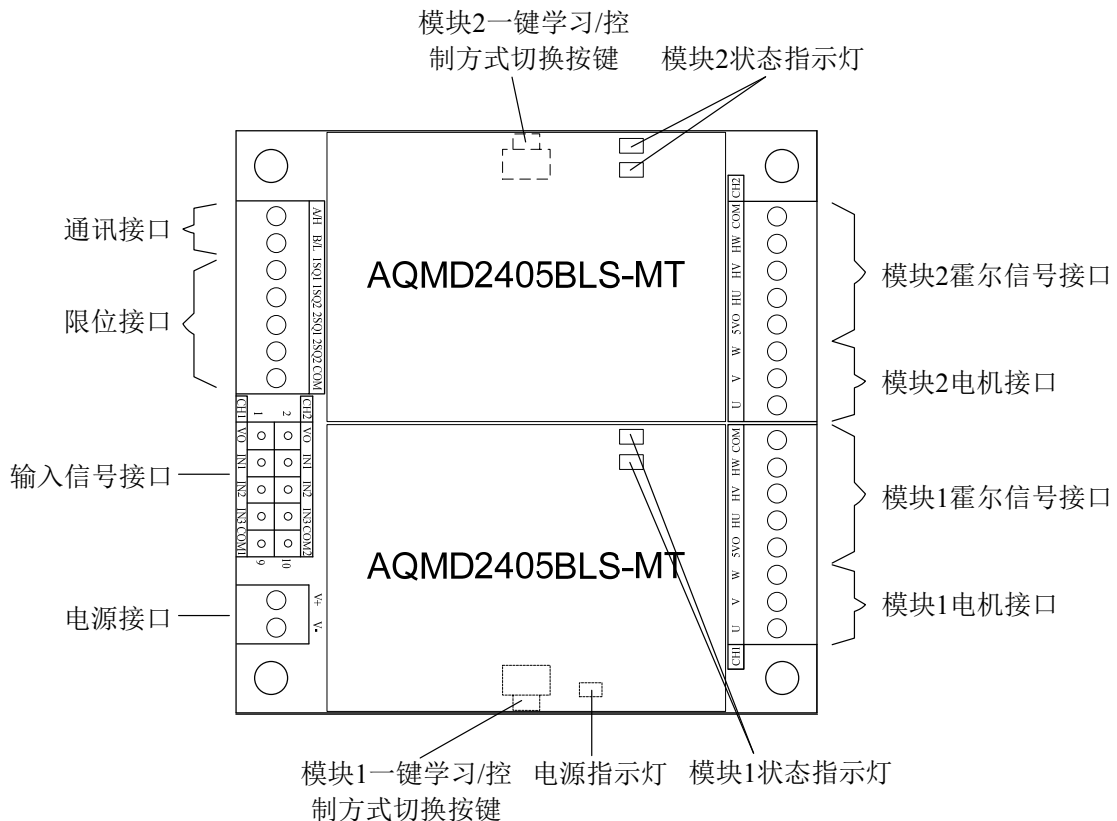 模块2一键学习/控
制方式切换按键
模块2状态指示灯
通讯接口
限位接口
输入信号接口
电源接口
A/H
B/L
1SQ1
1SQ2
2SQ1
2SQ2
COM
CH1
1
2
CH2
VO
VO
IN1
IN1
IN2
IN2
IN3
IN3
COM1
COM2
9
10
V+
V-
AQMD2405BLS-MT
AQMD2405BLS-MT
CH2
COM
HW
HV
HU
5VO
W
V
U
COM
HW
HV
HU
5VO
W
V
U
CH1
模块2霍尔信号接口
模块2电机接口
模块1霍尔信号接口
模块1电机接口
模块1一键学习/控
制方式切换按键
电源指示灯
模块1状态指示灯